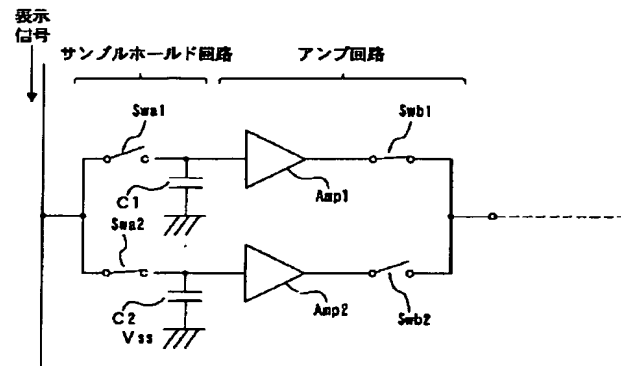 表示
信号
サンプルホールド回路
アンプ回路
Swa1
Swb1
C1
Amp1
Swa2
C2
Vss
Amp2
Swb2